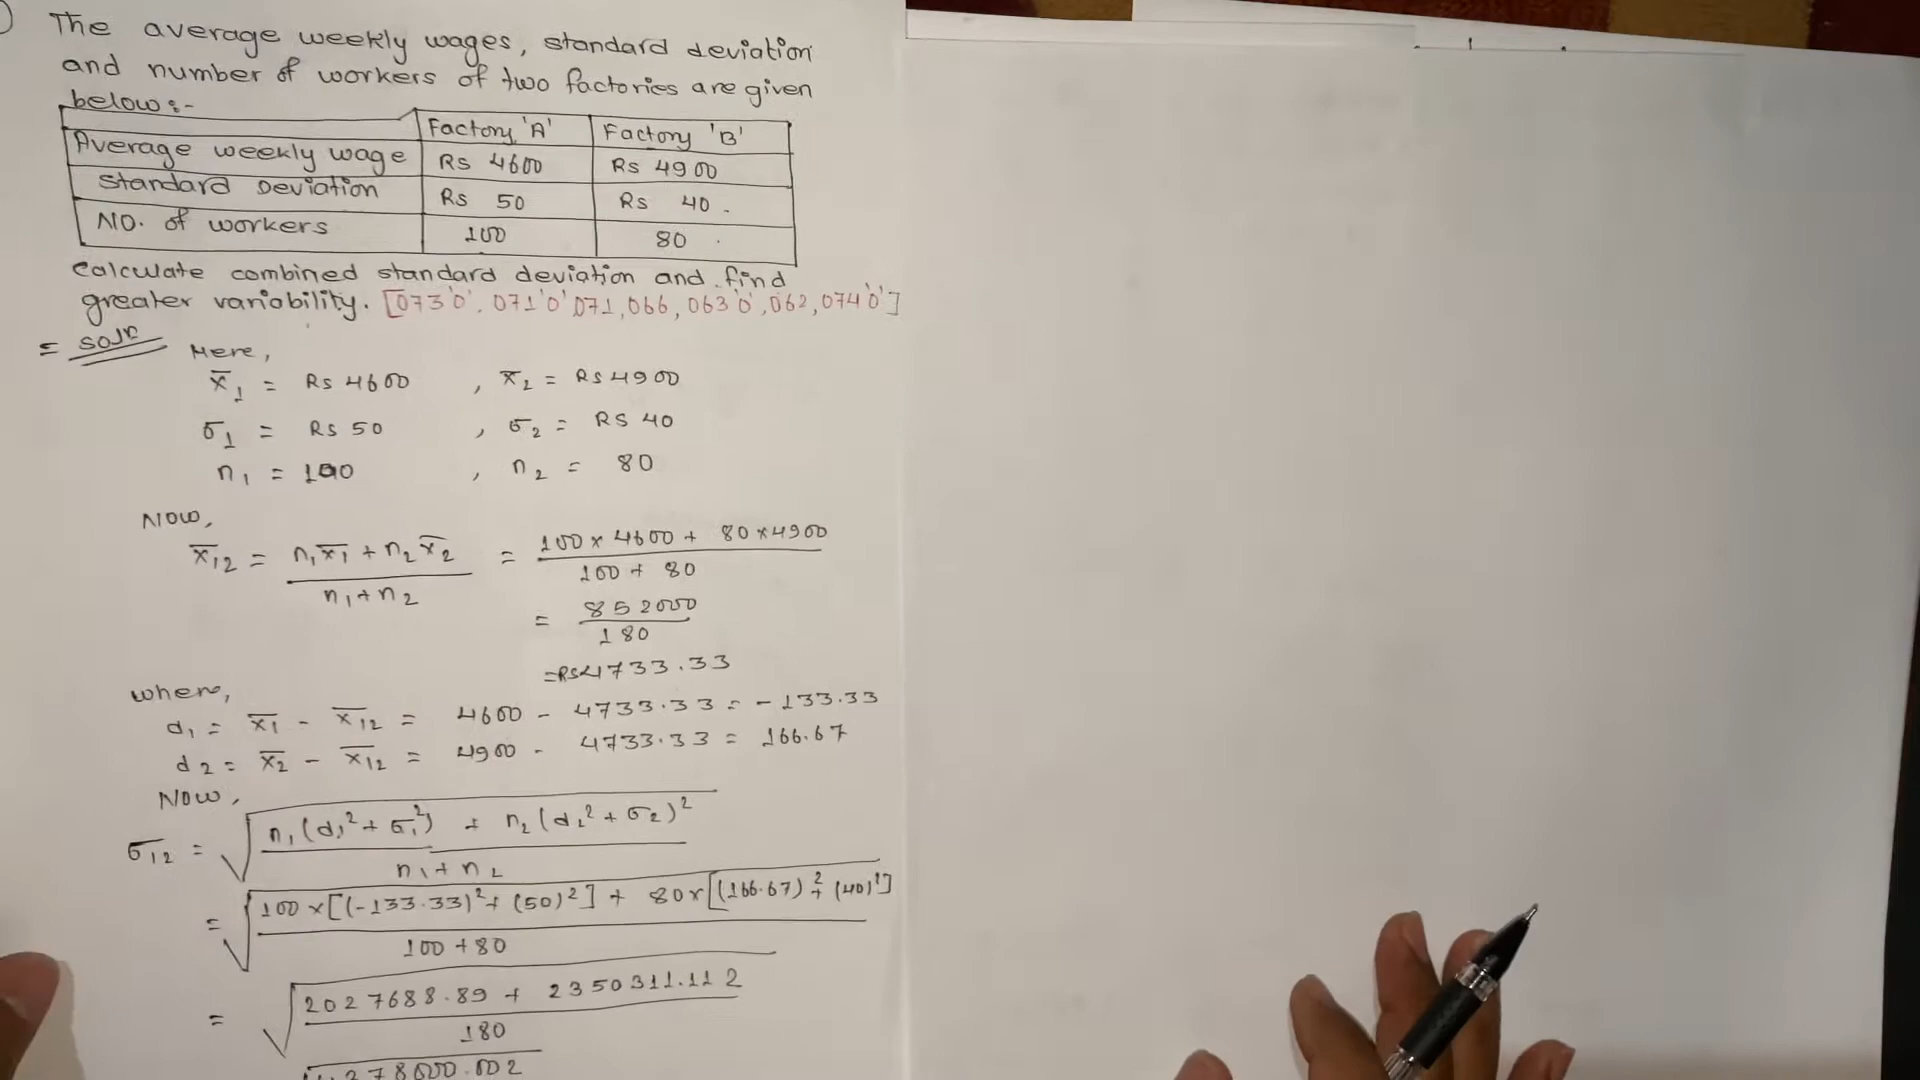 The average weekly wages, standard deviation
and number of workers of two factories are given
below:-
Factory 'A' Factory 'B'
Average weekly wage Rs 4600 Rs 4900
Standard Deviation Rs 50 Rs 40
NO. of workers 100 80
calculate combined standard deviation and find
greater variability. [073'0', 071'0' 071, 066, 063'0', 062, 074'0']
= Soln
Here,
x̄1 = Rs 4600 , x̄2 = Rs 4900
σ1 = Rs 50 , σ2 = Rs 40
n1 = 100 , n2 = 80
Now,
x̄12 = n1x̄1 + n2x̄2 / n1+n2 = 100 × 4600 + 80 × 4900 / 100 + 80
= 852000 / 180
= Rs 4733.33
where,
d1 = x̄1 - x̄12 = 4600 - 4733.33 = -133.33
d2 = x̄2 - x̄12 = 4900 - 4733.33 = 166.67
Now,
σ12 = √ n1(d1² + σ1²) + n2(d2² + σ2)² / n1+n2
= √ 100 × [(-133.33)² + (50)²] + 80 × [(166.67)² + (40)²] / 100 + 80
= √ 2027688.89 + 2350311.112 / 180
278000.002